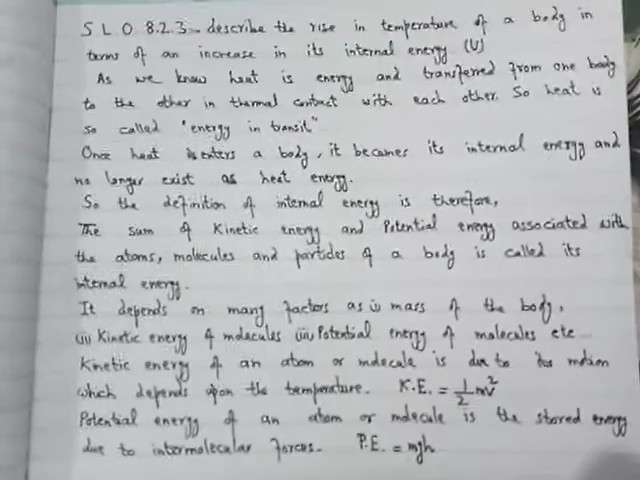 S L O 8.2.3- describe the rise in temperature of a body in
terms of an increase in its internal energy (U)
As we know heat is energy and transferred from one body
to the other in thermal contact with each other. So heat is
so called "energy in transit"
Once heat enters a body, it becomes its internal energy and
no longer exist as heat energy.
So the definition of internal energy is therefore,
The sum of Kinetic energy and Potential energy associated with
the atoms, molecules and particles of a body is called its
internal energy.
It depends on many factors as (i) mass of the body,
(ii) Kinetic energy of molecules (iii) Potential energy of molecules etc
Kinetic energy of an atom or molecule is due to its motion
which depends upon the temperature. K.E. = 1/2 mv²
Potential energy of an atom or molecule is the stored energy
due to intermolecular forces. P.E. = mgh